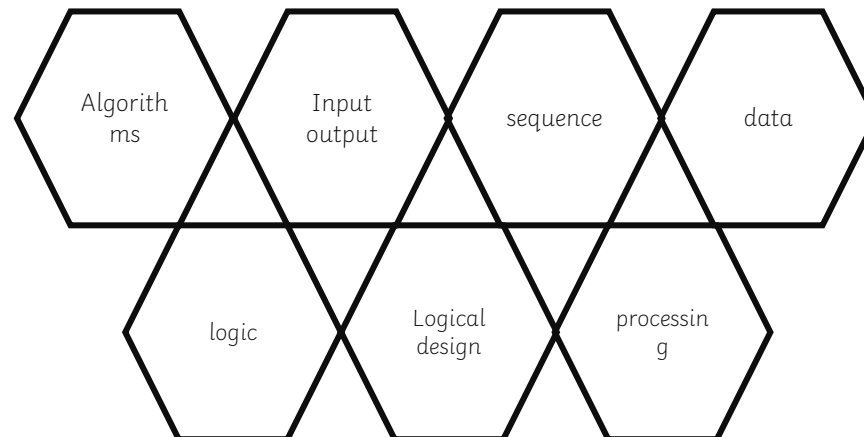 Algorith
ms
Input
output
sequence
data
logic
Logical
design
processin
g